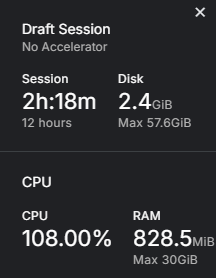 Draft Session
No Accelerator
Session Disk
2h:18m 2.4GiB
12 hours Max 57.6GiB
CPU
CPU RAM
108.00% 828.5MiB
Max 30GiB